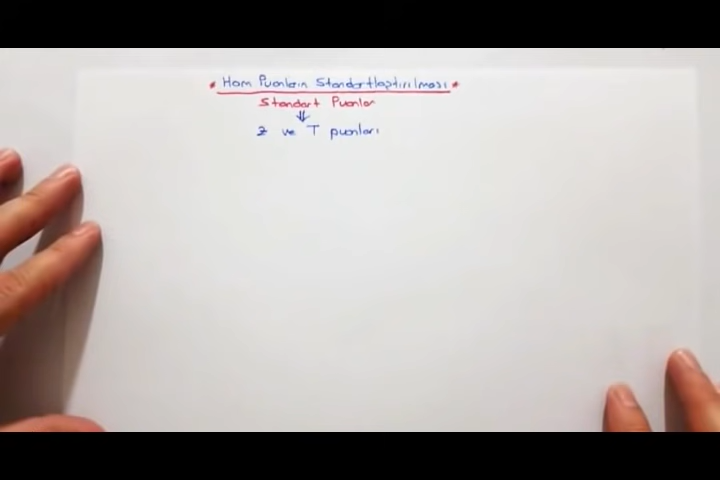 * Ham Puanların Standartlaştırılması *
Standart Puanlar
⇓
z ve T puanları